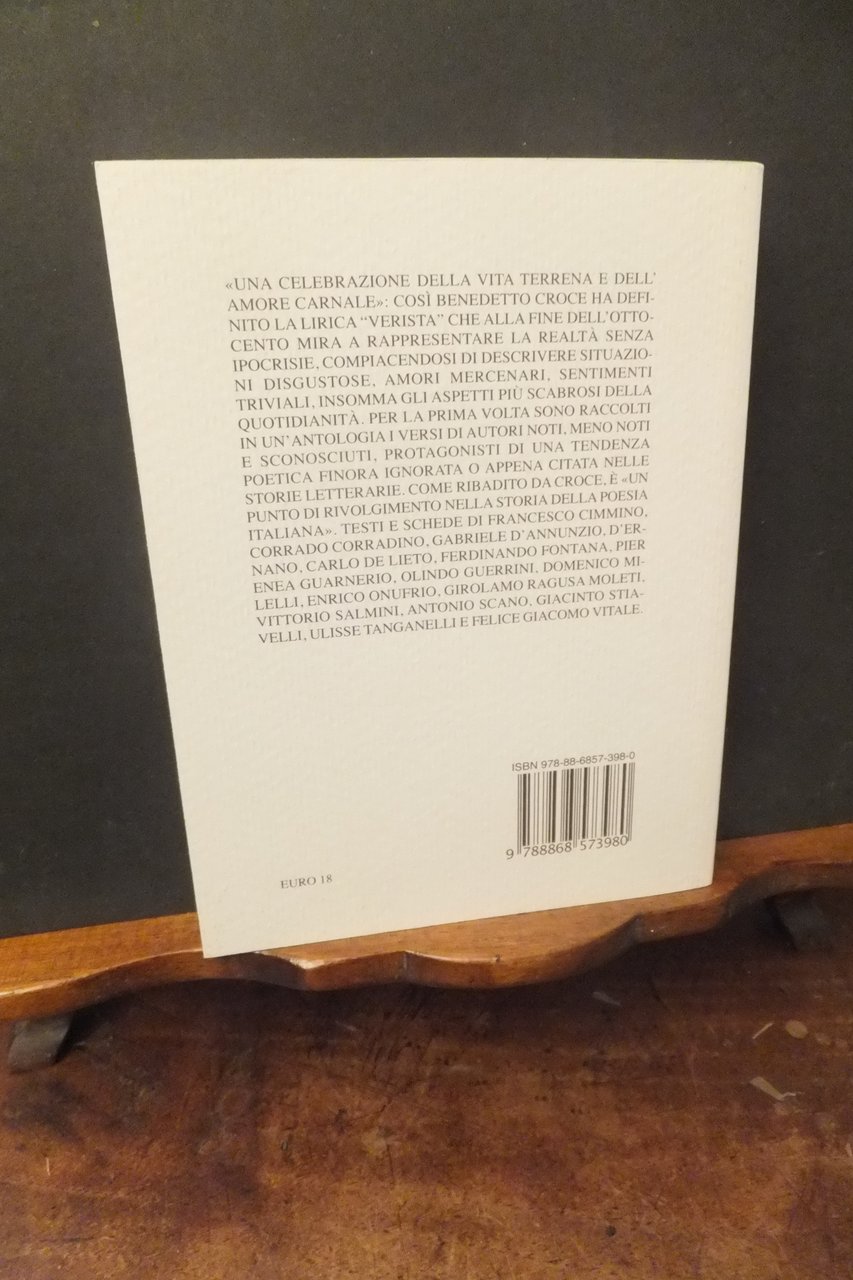 «UNA CELEBRAZIONE DELLA VITA TERRENA E DELL'
AMORE CARNALE»: COSÌ BENEDETTO CROCE HA DEFI-
NITO LA LIRICA “VERISTA” CHE ALLA FINE DELL'OTTO-
CENTO MIRA A RAPPRESENTARE LA REALTÀ SENZA
IPOCRISIE, COMPIACENDOSI DI DESCRIVERE SITUAZIO-
NI DISGUSTOSE, AMORI MERCENARI, SENTIMENTI
TRIVIALI, INSOMMA GLI ASPETTI PIÙ SCABROSI DELLA
QUOTIDIANITÀ. PER LA PRIMA VOLTA SONO RACCOLTI
IN UN'ANTOLOGIA I VERSI DI AUTORI NOTI, MENO NOTI
E SCONOSCIUTI, PROTAGONISTI DI UNA TENDENZA
POETICA FINORA IGNORATA O APPENA CITATA NELLE
STORIE LETTERARIE. COME RIBADITO DA CROCE, È «UN
PUNTO DI RIVOLGIMENTO NELLA STORIA DELLA POESIA
ITALIANA». TESTI E SCHEDE DI FRANCESCO CIMMINO,
CORRADO CORRADINO, GABRIELE D'ANNUNZIO, D'ER-
NANO, CARLO DE LIETO, FERDINANDO FONTANA, PIER
ENEA GUARNERIO, OLINDO GUERRINI, DOMENICO MI-
LELLI, ENRICO ONUFRIO, GIROLAMO RAGUSA MOLETI,
VITTORIO SALMINI, ANTONIO SCANO, GIACINTO STIA-
VELLI, ULISSE TANGANELLI E FELICE GIACOMO VITALE.
ISBN 978-88-6857-398-0
9 788868 573980
EURO 18